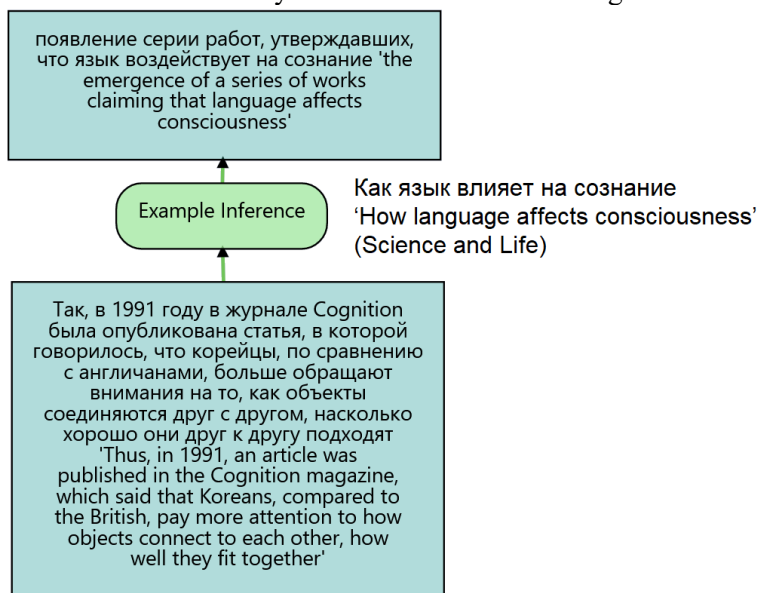 появление серии работ, утверждавших,
что язык воздействует на сознание 'the
emergence of a series of works
claiming that language affects
consciousness'
Example Inference
Как язык влияет на сознание
‘How language affects consciousness’
(Science and Life)
Так, в 1991 году в журнале Cognition
была опубликована статья, в которой
говорилось, что корейцы, по сравнению
с англичанами, больше обращают
внимания на то, как объекты
соединяются друг с другом, насколько
хорошо они друг к другу подходят
'Thus, in 1991, an article was
published in the Cognition magazine,
which said that Koreans, compared to
the British, pay more attention to how
objects connect to each other, how
well they fit together'